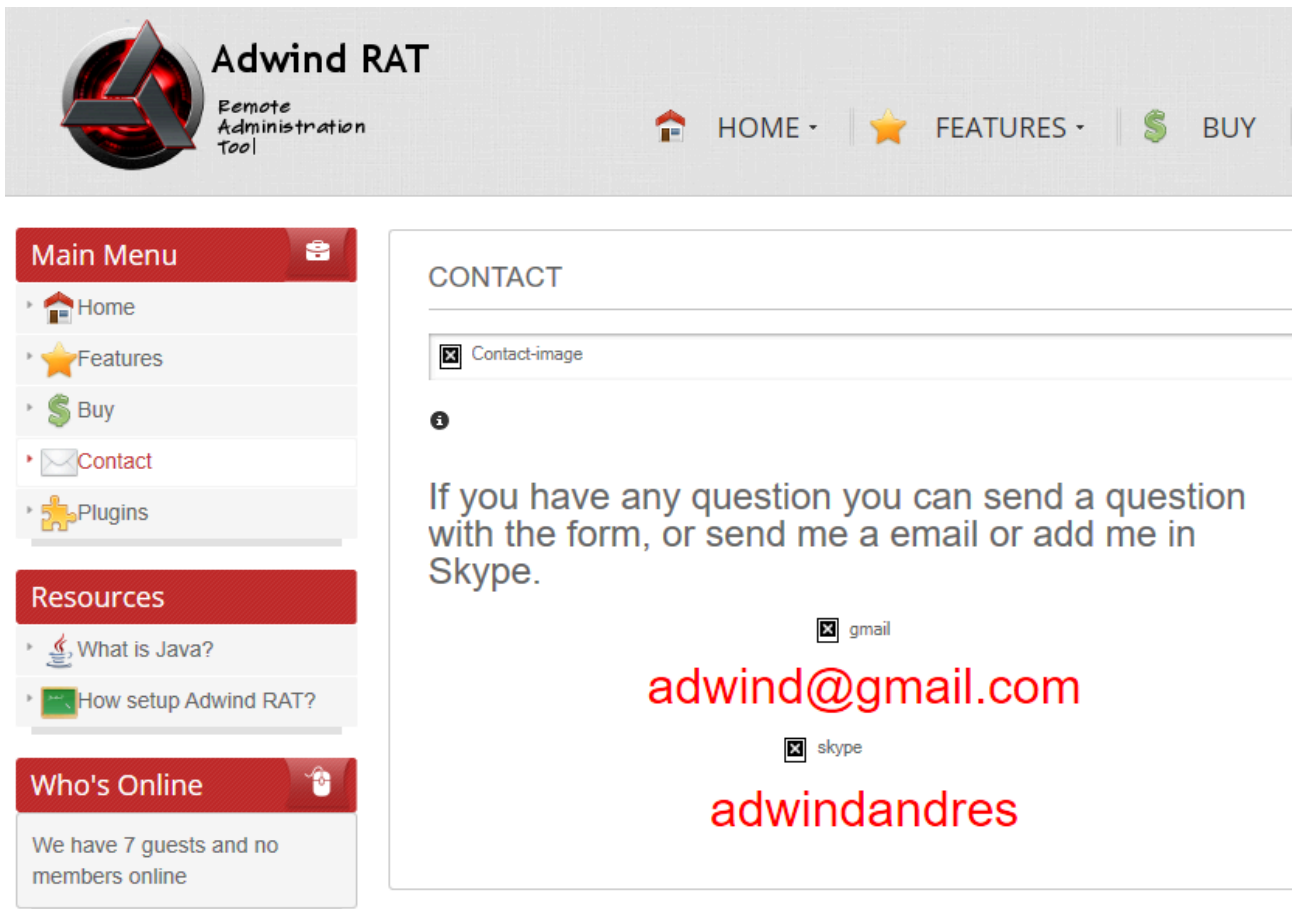 Adwind RAT
Remote
Administration
Tool
HOME
FEATURES
BUY
Main Menu
Home
Features
Buy
Contact
Plugins
Resources
What is Java?
How setup Adwind RAT?
Who's Online
We have 7 guests and no
members online
CONTACT
Contact-image
If you have any question you can send a question
with the form, or send me a email or add me in
Skype.
gmail
adwind@gmail.com
skype
adwindandres